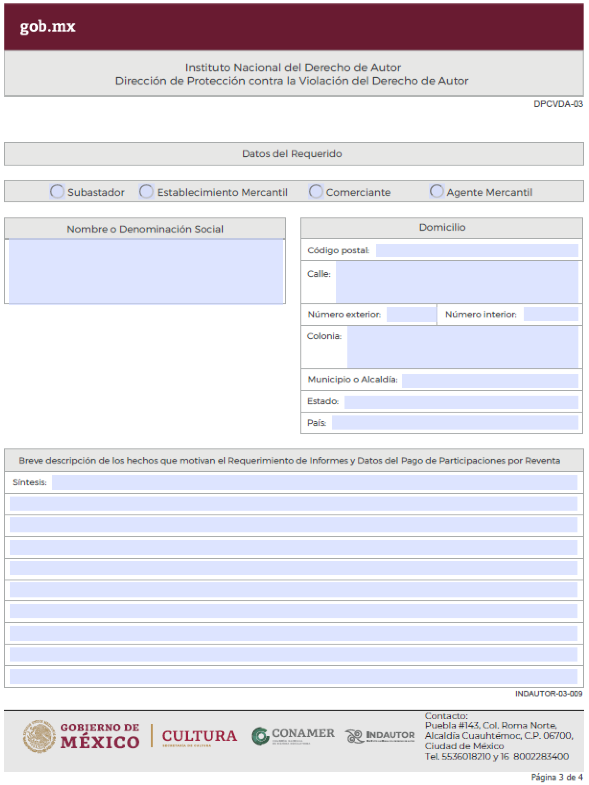 gob.mx
Instituto Nacional del Derecho de Autor
Dirección de Protección contra la Violación del Derecho de Autor
DPCVDA-03
Datos del Requerido
Subastador Establecimiento Mercantil Comerciante Agente Mercantil
Nombre o Denominación Social
Domicilio
Código postal:
Calle:
Número exterior: Número interior:
Colonia:
Municipio o Alcaldía:
Estado:
País:
Breve descripción de los hechos que motivan el Requerimiento de Informes y Datos del Pago de Participaciones por Reventa
Síntesis:
INDAUTOR-03-009
GOBIERNO DE
MÉXICO
CULTURA
SECRETARÍA DE CULTURA
CONAMER
INDAUTOR
Contacto:
Puebla #143, Col. Roma Norte,
Alcaldía Cuauhtémoc, C.P. 06700,
Ciudad de México
Tel. 5536018210 y 16 8002283400
Página 3 de 4